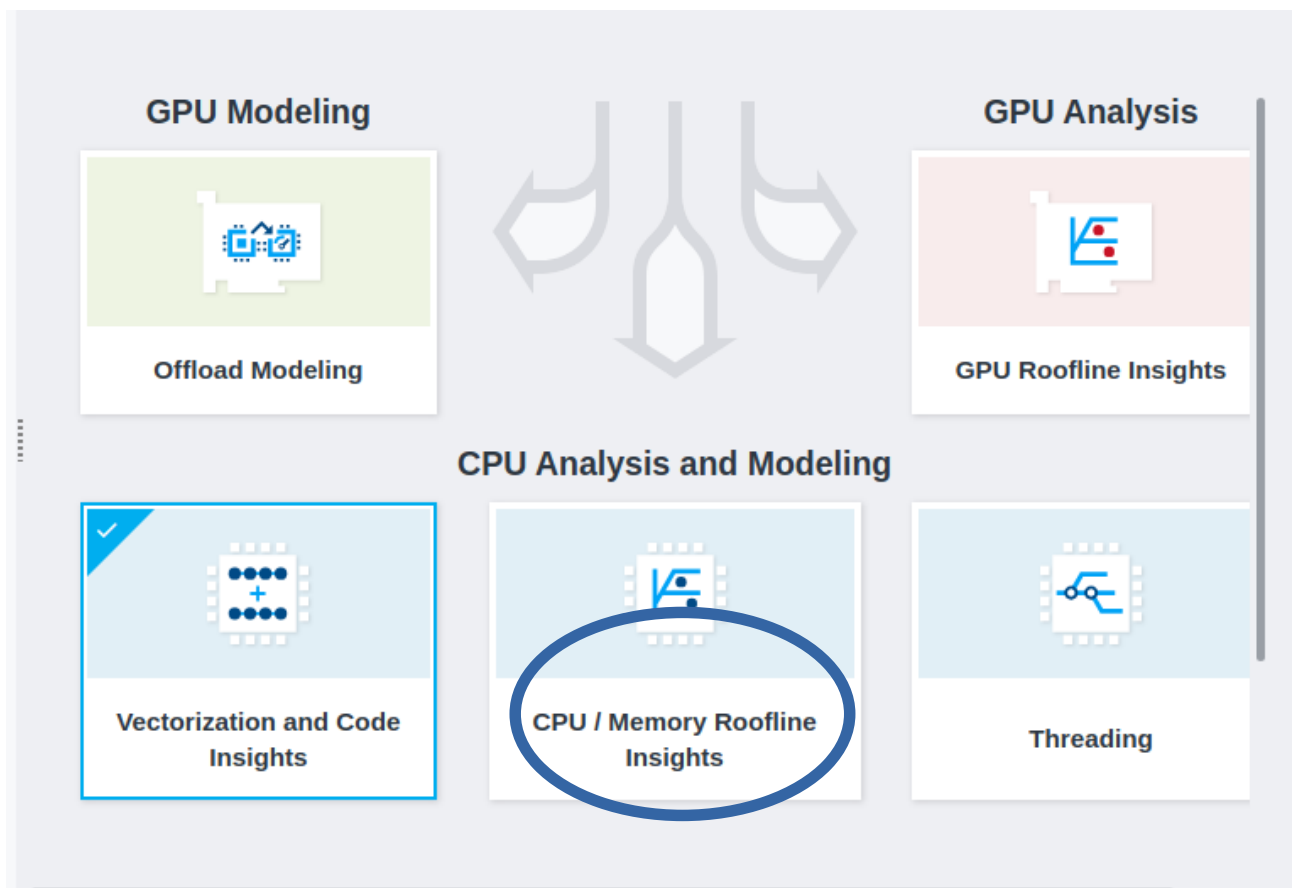 GPU Modeling
GPU Analysis
Offload Modeling
GPU Roofline Insights
CPU Analysis and Modeling
Vectorization and Code
Insights
CPU / Memory Roofline
Insights
Threading